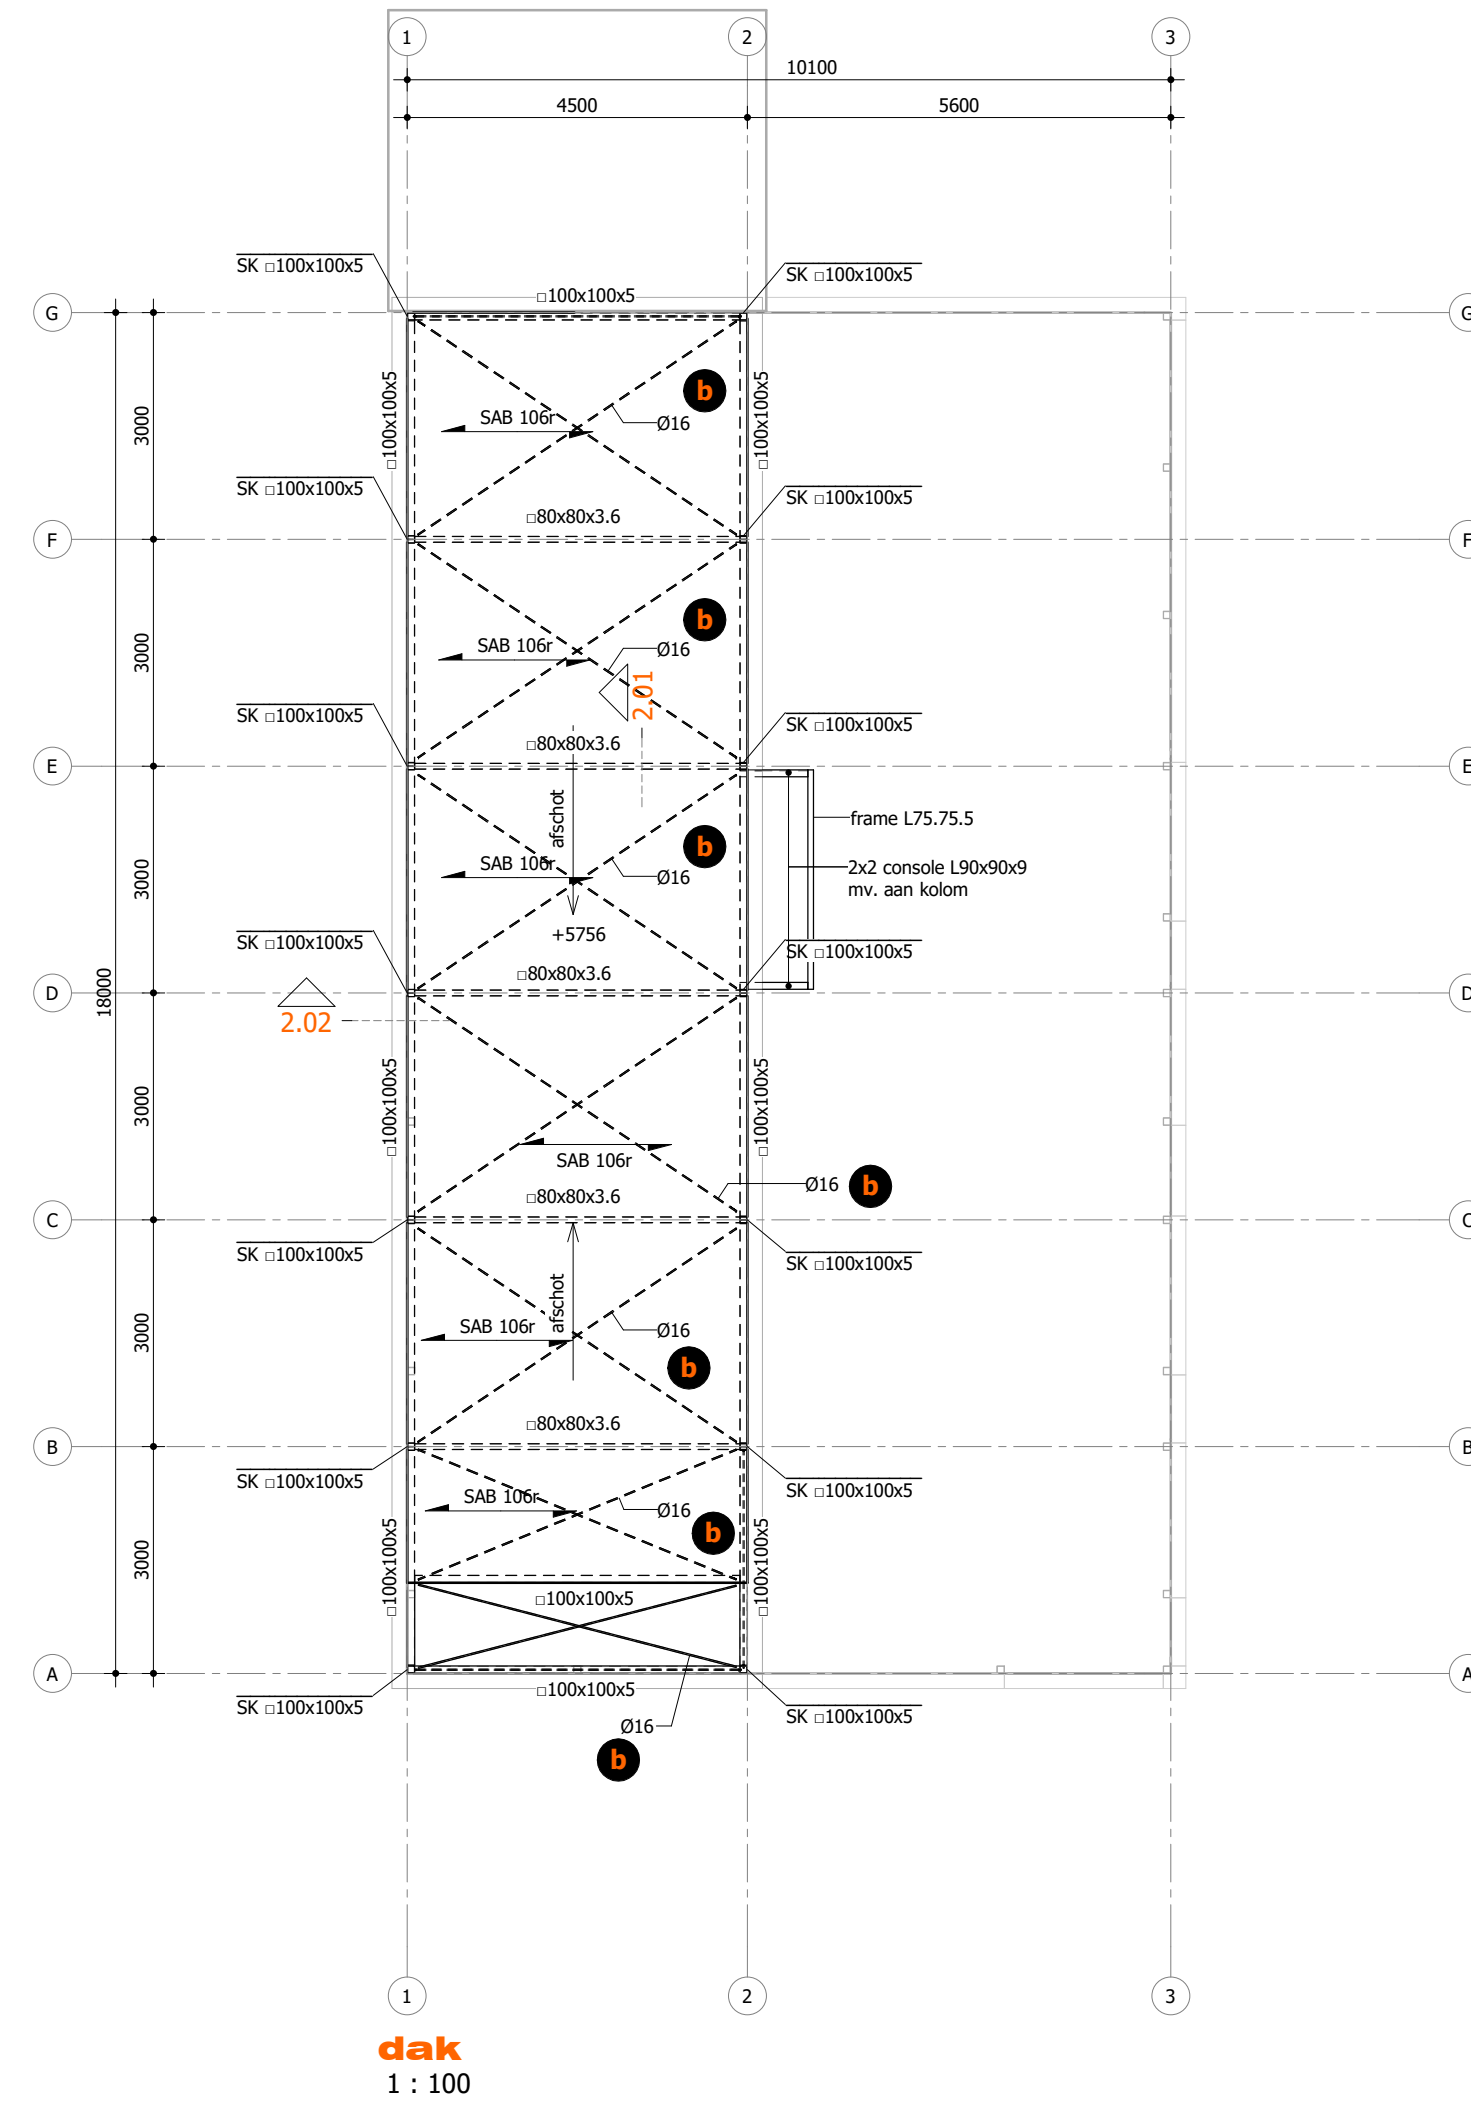 1
2
3
10100
4500
5600
SK □100x100x5
SK □100x100x5
□100x100x5
G
G
□100x100x5
□100x100x5
b
3000
SAB 106r
Ø16
SK □100x100x5
SK □100x100x5
□80x80x3.6
F
F
b
3000
SAB 106r
Ø16
2.01
SK □100x100x5
SK □100x100x5
□80x80x3.6
E
E
afschot
frame L75.75.5
b
3000
SAB 106r
Ø16
2x2 console L90x90x9
mv. aan kolom
+5756
SK □100x100x5
SK □100x100x5
□80x80x3.6
D
D
18000
2.02
□100x100x5
□100x100x5
3000
SAB 106r
Ø16
b
□80x80x3.6
C
C
SK □100x100x5
SK □100x100x5
afschot
3000
SAB 106r
Ø16
b
□80x80x3.6
B
B
SK □100x100x5
SK □100x100x5
SAB 106r
Ø16
b
3000
□100x100x5
□100x100x5
□100x100x5
A
A
□100x100x5
SK □100x100x5
SK □100x100x5
Ø16
b
1
2
3
dak
1 : 100